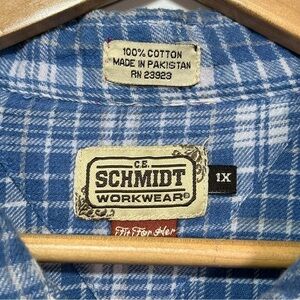 100% COTTON
MADE IN PAKISTAN
RN 23923
C.E.
SCHMIDT
WORKWEAR®
1X
Fit For Her